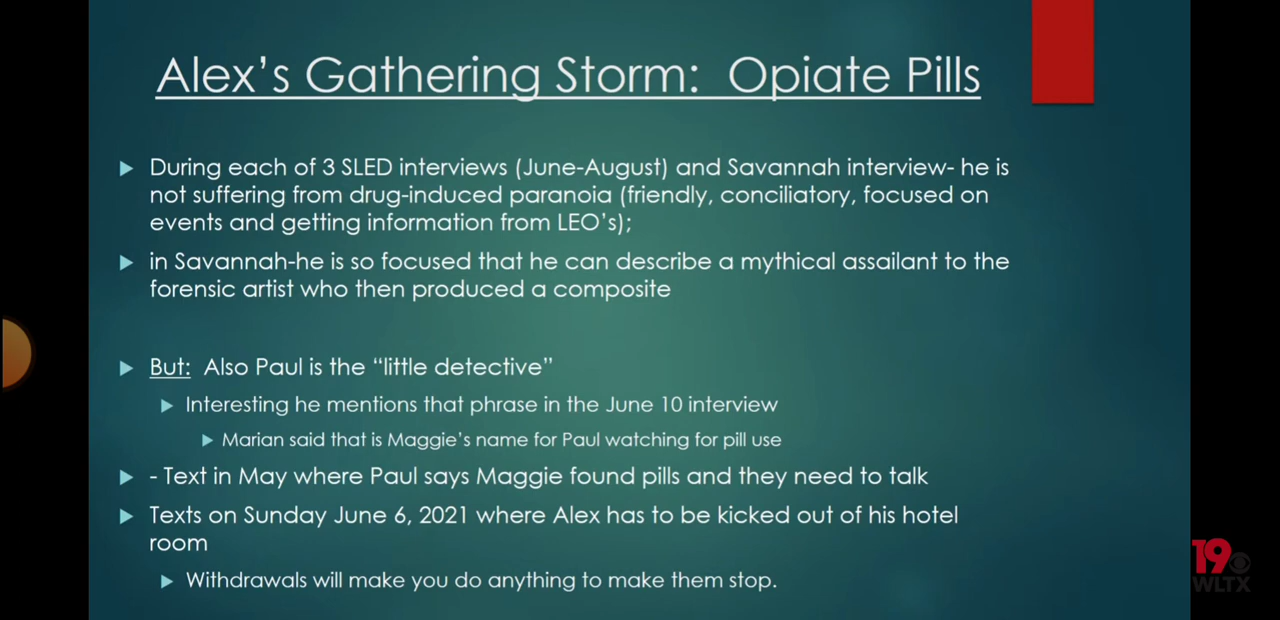 Alex's Gathering Storm:  Opiate Pills
During each of 3 SLED interviews (June-August) and Savannah interview- he is
not suffering from drug-induced paranoia (friendly, conciliatory, focused on
events and getting information from LEO's);
in Savannah-he is so focused that he can describe a mythical assailant to the
forensic artist who then produced a composite
But:  Also Paul is the "little detective"
Interesting he mentions that phrase in the June 10 interview
Marian said that is Maggie's name for Paul watching for pill use
- Text in May where Paul says Maggie found pills and they need to talk
Texts on Sunday June 6, 2021 where Alex has to be kicked out of his hotel
room
Withdrawals will make you do anything to make them stop.
19
WLTX